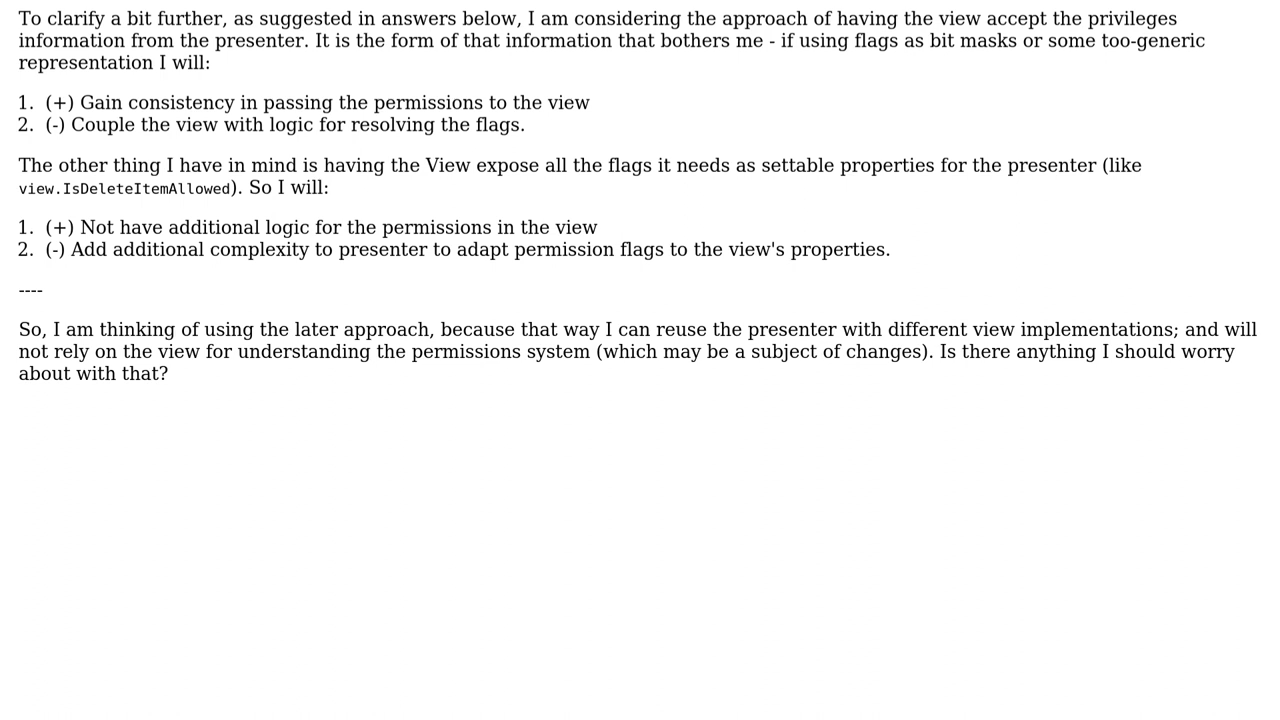 To clarify a bit further, as suggested in answers below, I am considering the approach of having the view accept the privileges
information from the presenter. It is the form of that information that bothers me - if using flags as bit masks or some too-generic
representation I will:
1. (+) Gain consistency in passing the permissions to the view
2. (-) Couple the view with logic for resolving the flags.
The other thing I have in mind is having the View expose all the flags it needs as settable properties for the presenter (like
view.IsDeleteItemAllowed). So I will:
1. (+) Not have additional logic for the permissions in the view
2. (-) Add additional complexity to presenter to adapt permission flags to the view's properties.
----
So, I am thinking of using the later approach, because that way I can reuse the presenter with different view implementations; and will
not rely on the view for understanding the permissions system (which may be a subject of changes). Is there anything I should worry
about with that?